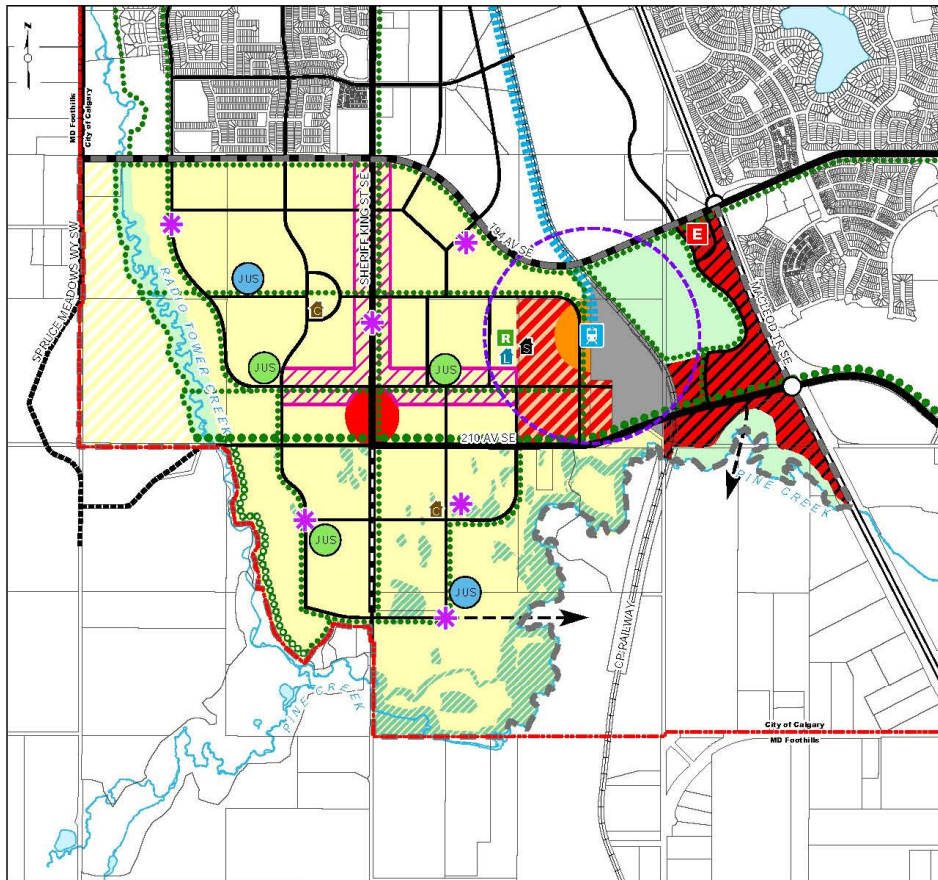 N
MD Foothills
City of Calgary
SPRUCE MEADOWS WY SW
RADIO TOWER CREEK
SHERIFF KING ST SE
194 AV SE
MACLEOD TR SE
E
JUS
C
R
L
S
JUS
JUS
210 AV SE
PINE CREEK
C
JUS
JUS
CP RAILWAY
PINE CREEK
City of Calgary
MD Foothills